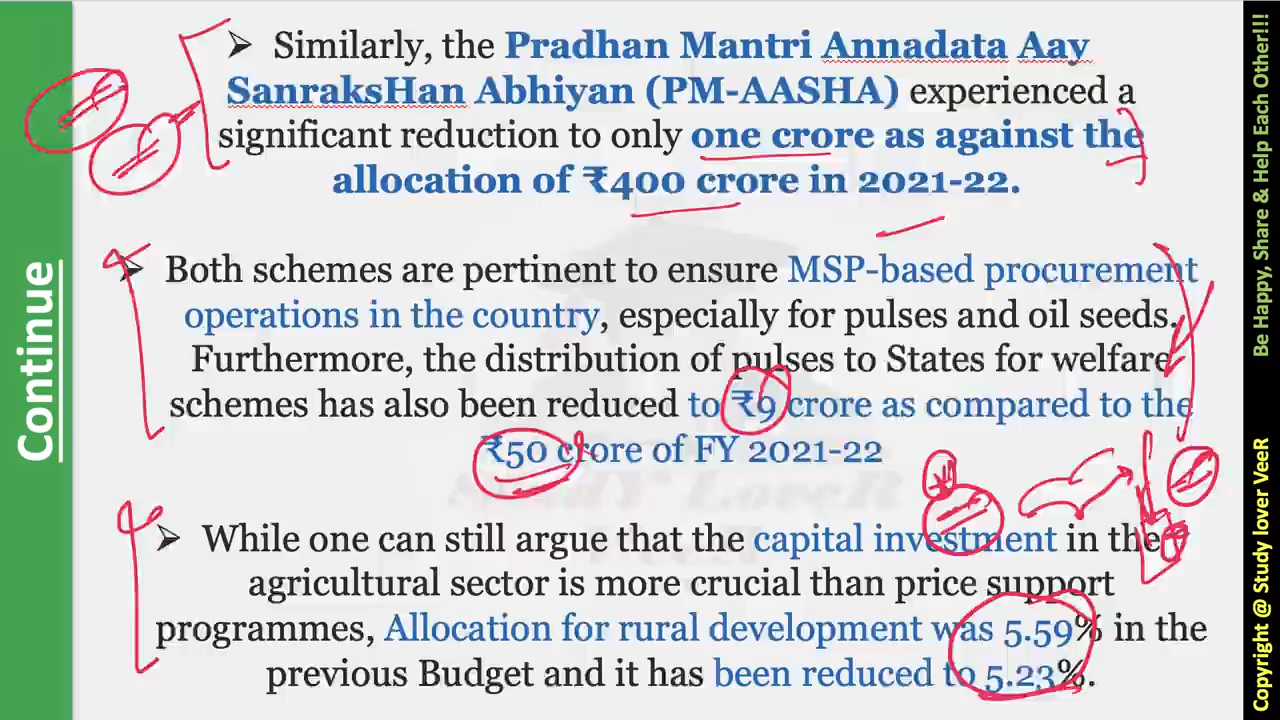 ➢ Similarly, the Pradhan Mantri Annadata Aay
SanraksHan Abhiyan (PM-AASHA) experienced a
significant reduction to only one crore as against the
allocation of ₹400 crore in 2021-22.
➢ Both schemes are pertinent to ensure MSP-based procurement
operations in the country, especially for pulses and oil seeds.
Furthermore, the distribution of pulses to States for welfare
schemes has also been reduced to ₹9 crore as compared to the
₹50 crore of FY 2021-22
➢ While one can still argue that the capital investment in the
agricultural sector is more crucial than price support
programmes, Allocation for rural development was 5.59% in the
previous Budget and it has been reduced to 5.23%.
Continue
Be Happy, Share & Help Each Other!!!
Copyright @ Study lover VeeR
StudY LoveR
VeeR